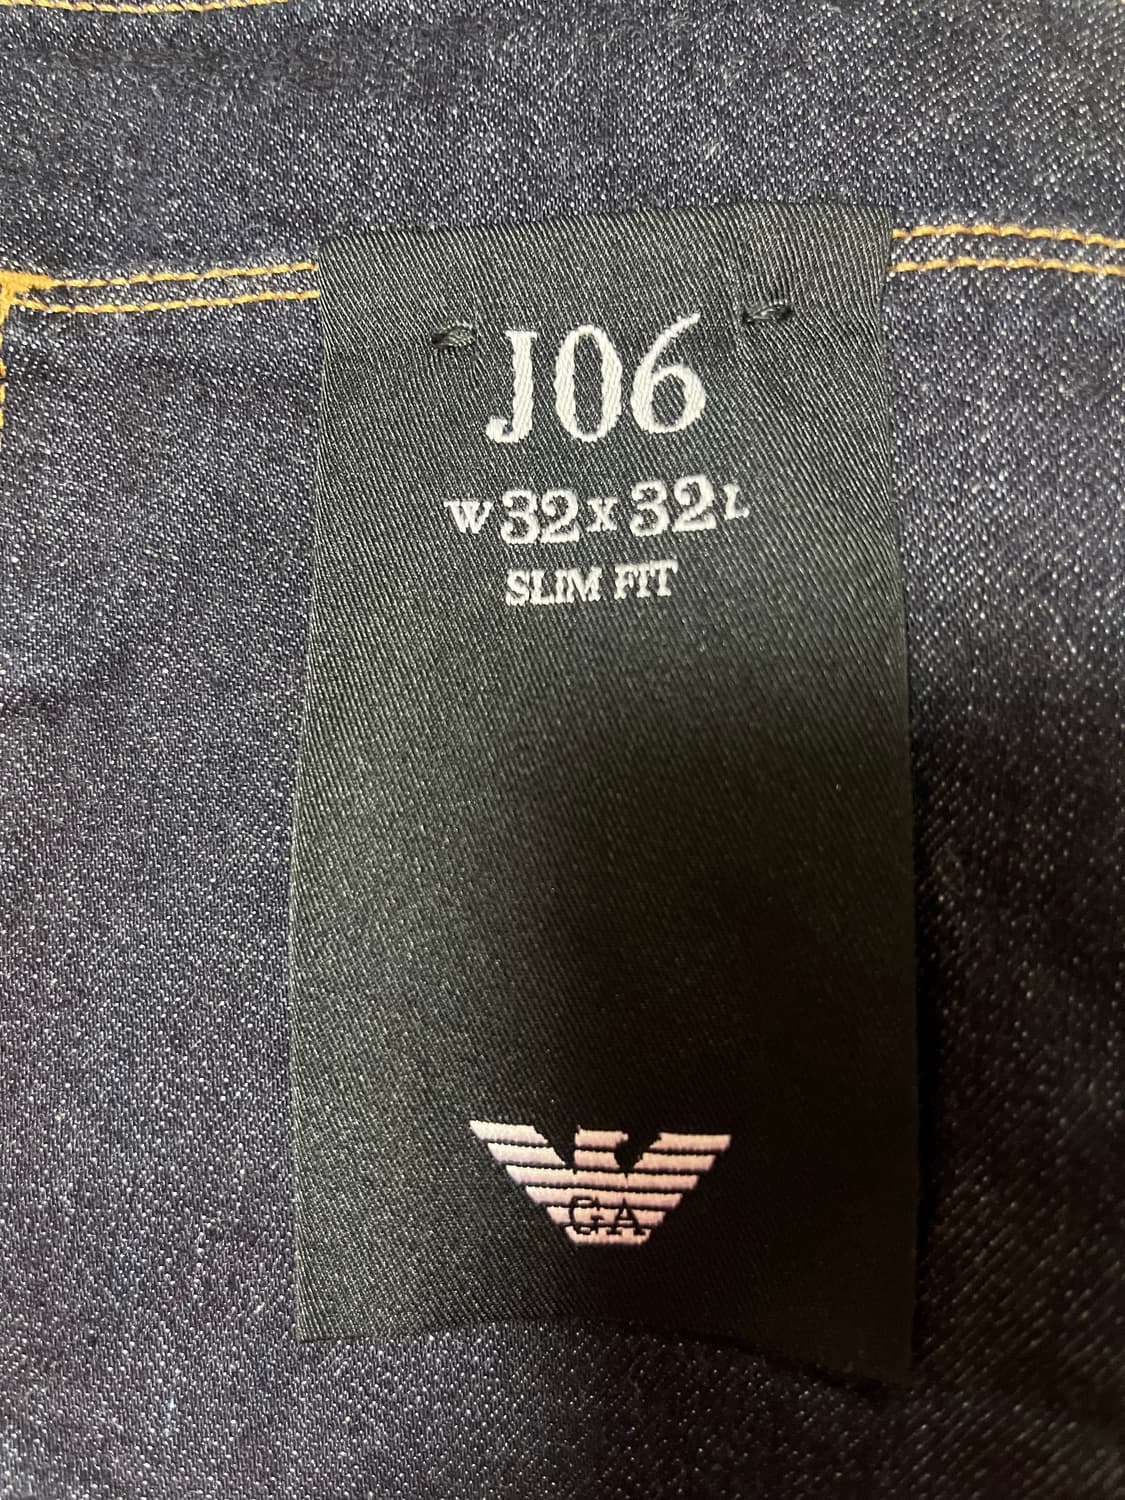 J06
W 32 X 32 L
SLIM FIT
GA